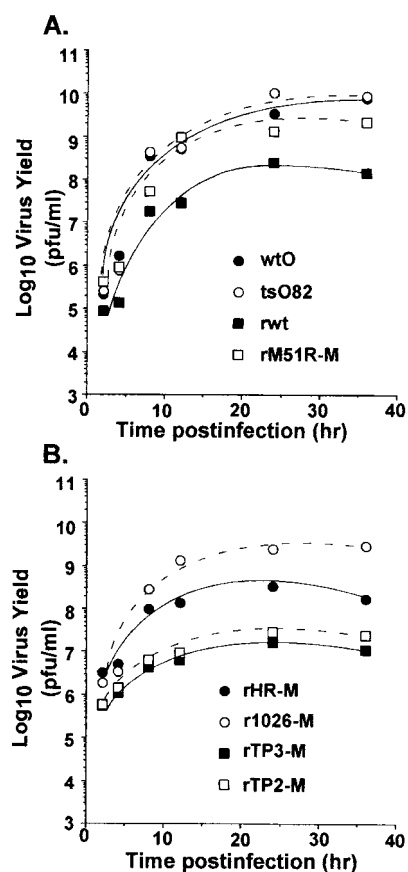 A.
Log10 Virus Yield
(pfu/ml)
11
10
9
8
7
6
5
4
3
wtO
tsO82
rwt
rM51R-M
0 10 20 30 40
Time postinfection (hr)
B.
Log10 Virus Yield
(pfu/ml)
11
10
9
8
7
6
5
4
3
rHR-M
r1026-M
rTP3-M
rTP2-M
0 10 20 30 40
Time postinfection (hr)